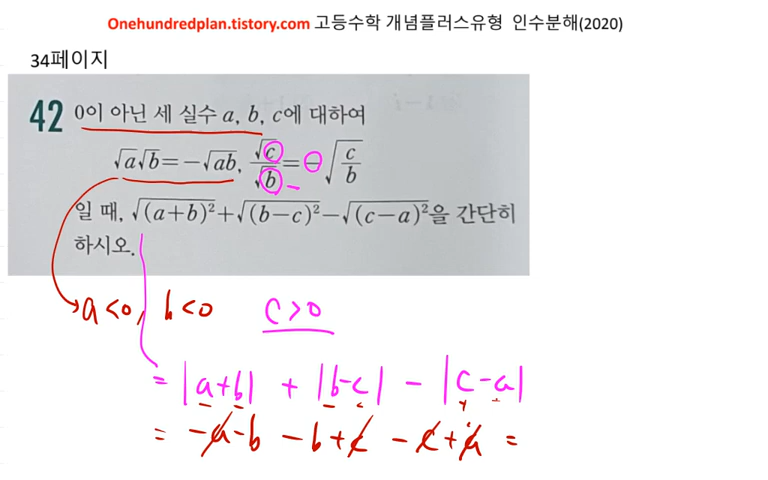 Onehundredplan.tistory.com 고등수학 개념플러스유형 인수분해(2020)
34페이지
42 0이 아닌 세 실수 a, b, c에 대하여
√a√b=-√ab, √c/√b=-√(c/b)
일 때, √(a+b)²+√(b-c)²-√(c-a)²을 간단히
하시오.
a<0, b<0 c>0
= |a+b| + |b-c| - |c-a|
= -a-b -b+c -c+a =